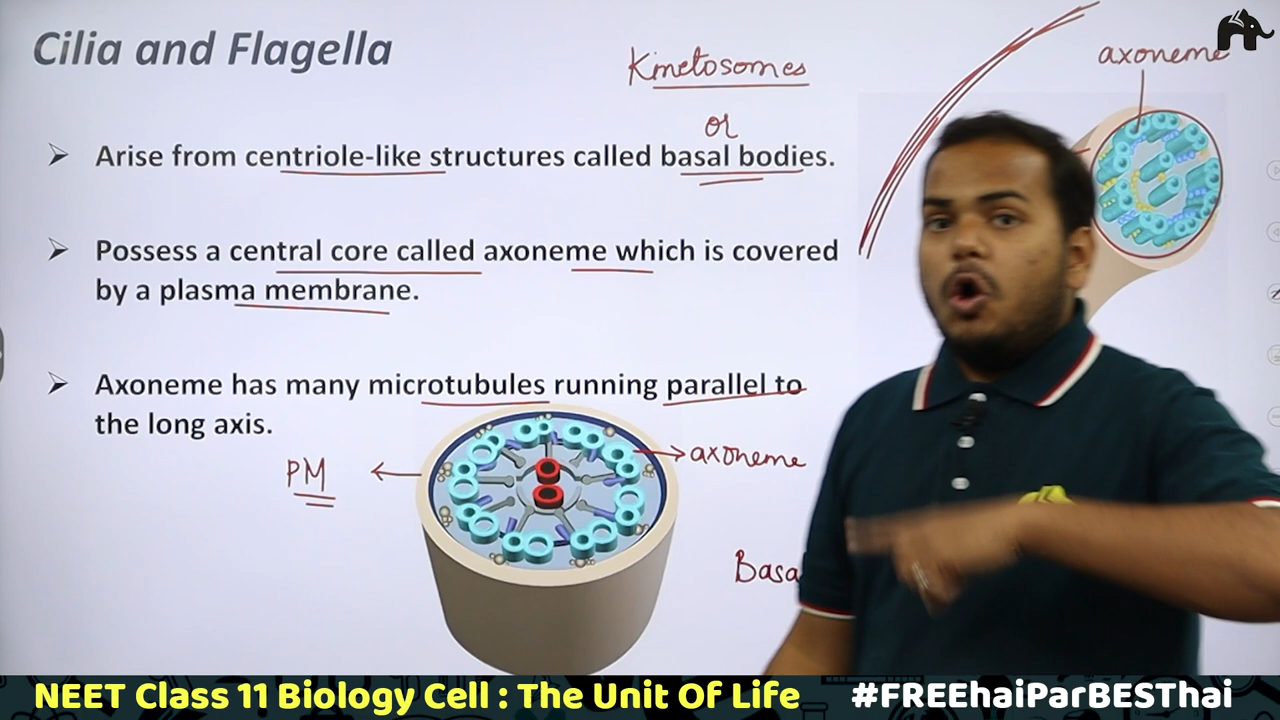 Cilia and Flagella
Kinetosomes
or
axoneme
Arise from centriole-like structures called basal bodies.
Possess a central core called axoneme which is covered
by a plasma membrane.
Axoneme has many microtubules running parallel to
the long axis.
PM
axoneme
Basa
NEET Class 11 Biology Cell : The Unit Of Life
#FREEhaiParBESThai